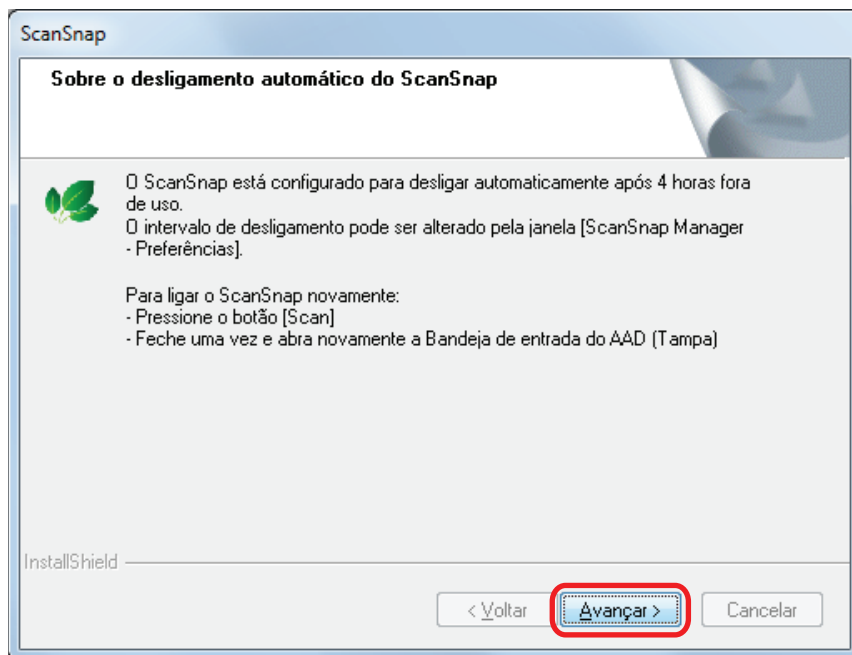 ScanSnap
Sobre o desligamento automático do ScanSnap
O ScanSnap está configurado para desligar automaticamente após 4 horas fora
de uso.
O intervalo de desligamento pode ser alterado pela janela [ScanSnap Manager
- Preferências].
Para ligar o ScanSnap novamente:
- Pressione o botão [Scan]
- Feche uma vez e abra novamente a Bandeja de entrada do AAD (Tampa)
InstallShield
< Voltar Avançar > Cancelar